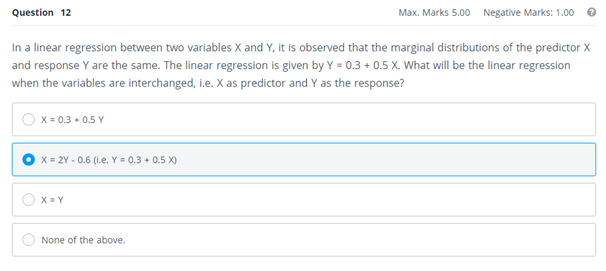 Question 12 Max. Marks 5.00 Negative Marks: 1.00 ?
In a linear regression between two variables X and Y, it is observed that the marginal distributions of the predictor X
and response Y are the same. The linear regression is given by Y = 0.3 + 0.5 X. What will be the linear regression
when the variables are interchanged, i.e. X as predictor and Y as the response?
X = 0.3 + 0.5 Y
X = 2Y - 0.6 (i.e. Y = 0.3 + 0.5 X)
X = Y
None of the above.